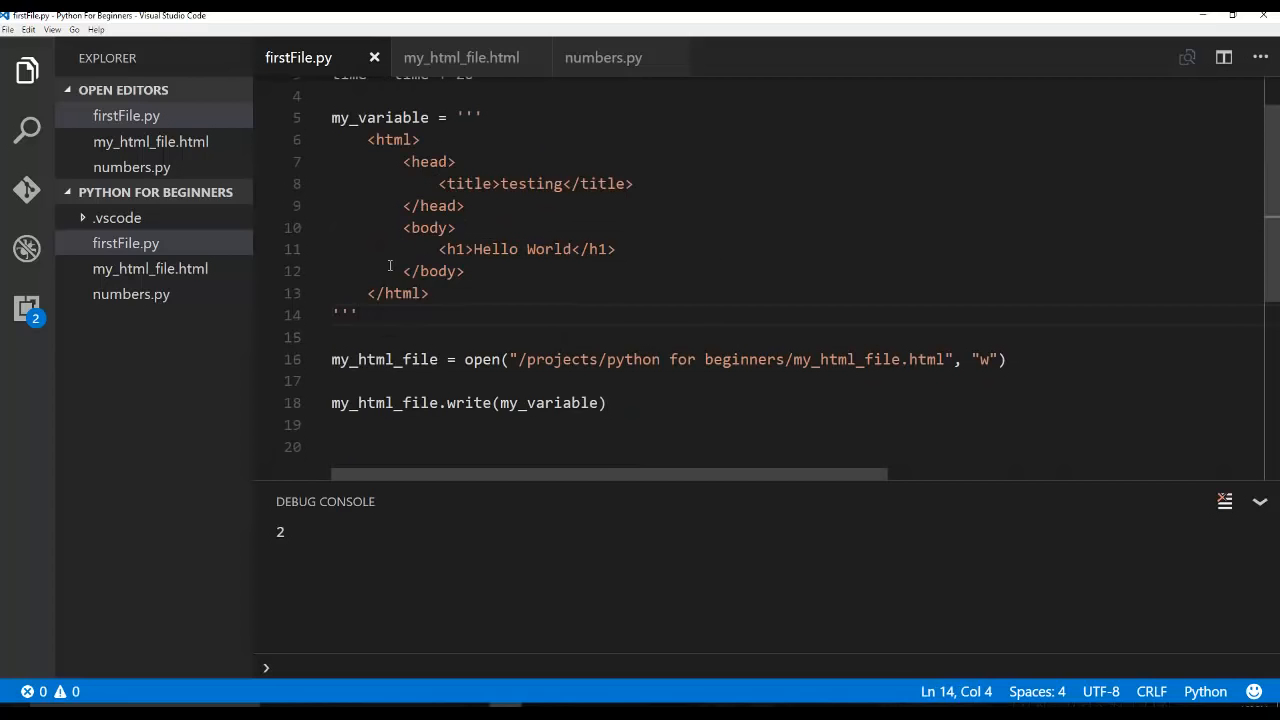 firstFile.py - Python For Beginners - Visual Studio Code
File Edit View Go Help
EXPLORER
OPEN EDITORS
firstFile.py
my_html_file.html
numbers.py
PYTHON FOR BEGINNERS
.vscode
firstFile.py
my_html_file.html
numbers.py
2
firstFile.py my_html_file.html numbers.py
4
5 my_variable = '''
6 <html>
7 <head>
8 <title>testing</title>
9 </head>
10 <body>
11 <h1>Hello World</h1>
12 </body>
13 </html>
14 '''
15
16 my_html_file = open("/projects/python for beginners/my_html_file.html", "w")
17
18 my_html_file.write(my_variable)
19
20
DEBUG CONSOLE
2
0 0 Ln 14, Col 4 Spaces: 4 UTF-8 CRLF Python